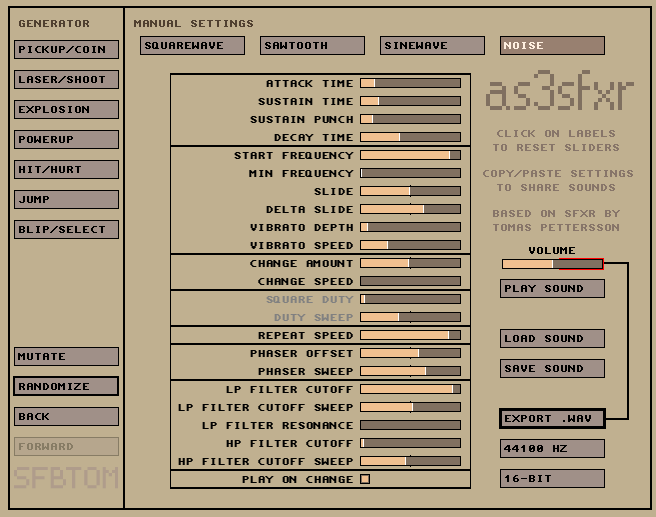 GENERATOR
PICKUP/COIN
LASER/SHOOT
EXPLOSION
POWERUP
HIT/HURT
JUMP
BLIP/SELECT
MUTATE
RANDOMIZE
BACK
FORWARD
SFBTOM
MANUAL SETTINGS
SQUAREWAVE
SAWTOOTH
SINEWAVE
NOISE
ATTACK TIME
SUSTAIN TIME
SUSTAIN PUNCH
DECAY TIME
START FREQUENCY
MIN FREQUENCY
SLIDE
DELTA SLIDE
VIBRATO DEPTH
VIBRATO SPEED
CHANGE AMOUNT
CHANGE SPEED
SQUARE DUTY
DUTY SWEEP
REPEAT SPEED
PHASER OFFSET
PHASER SWEEP
LP FILTER CUTOFF
LP FILTER CUTOFF SWEEP
LP FILTER RESONANCE
HP FILTER CUTOFF
HP FILTER CUTOFF SWEEP
PLAY ON CHANGE
as3sfxr
CLICK ON LABELS
TO RESET SLIDERS
COPY/PASTE SETTINGS
TO SHARE SOUNDS
BASED ON SFXR BY
TOMAS PETTERSSON
VOLUME
PLAY SOUND
LOAD SOUND
SAVE SOUND
EXPORT .WAV
44100 HZ
16-BIT